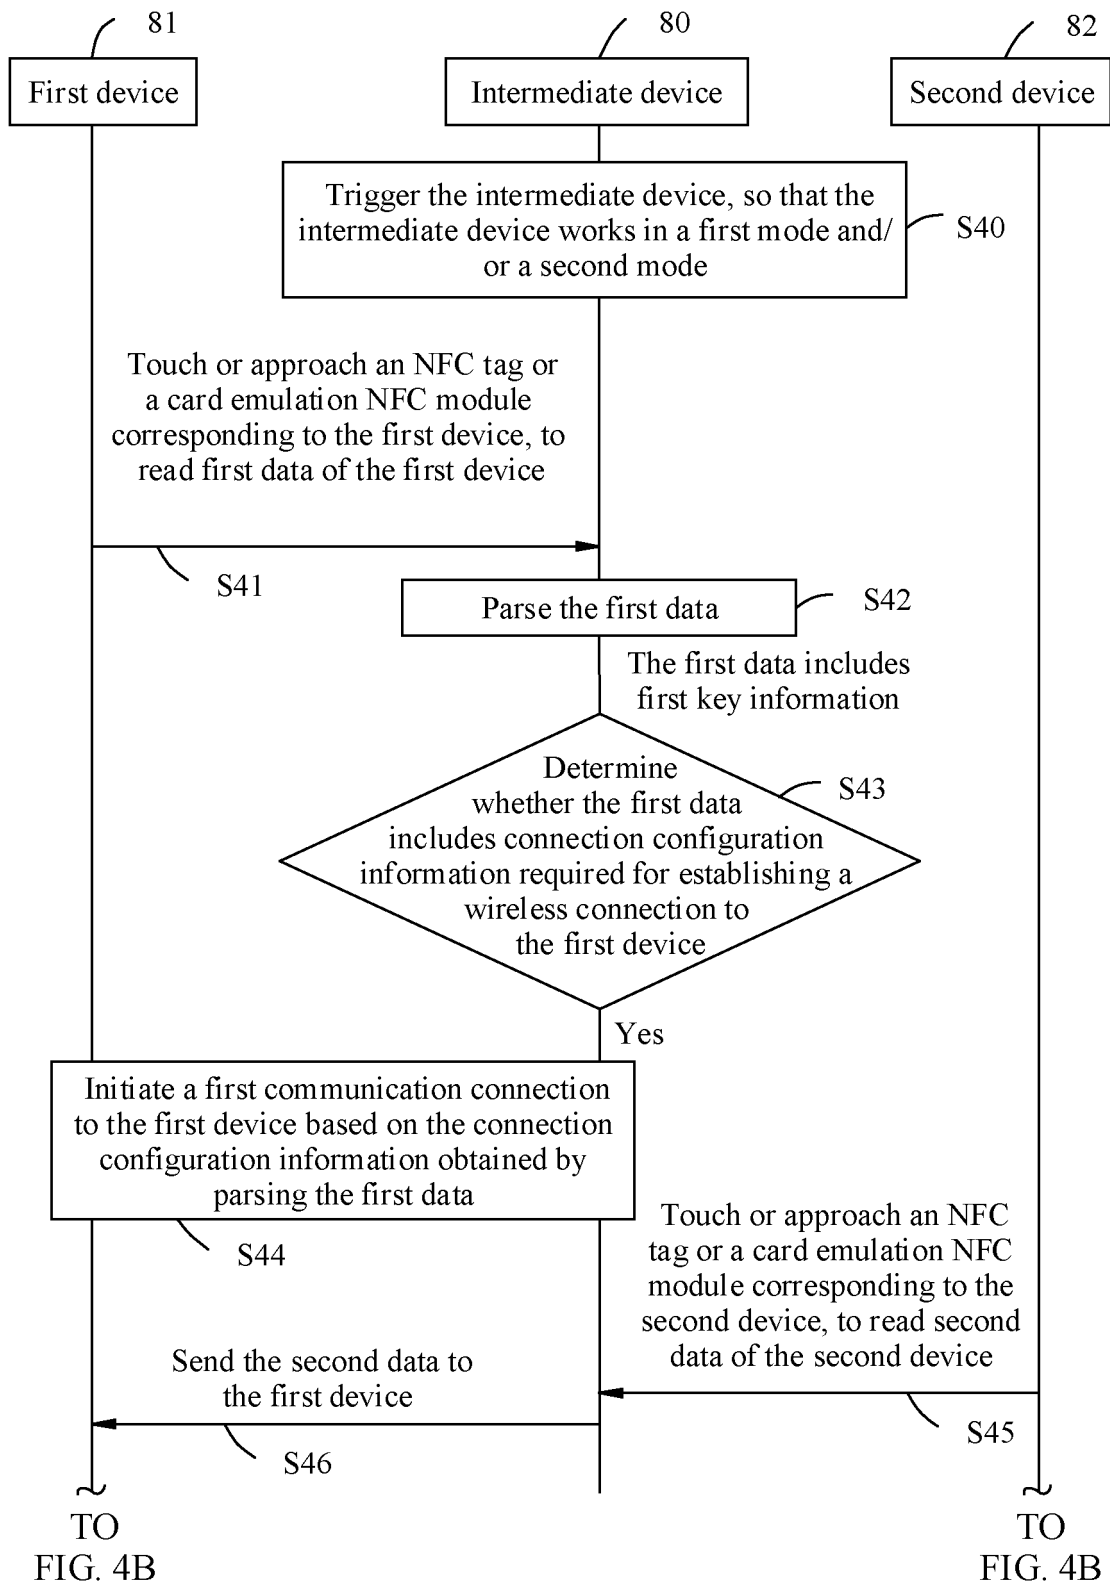 81
80
82
First device
Intermediate device
Second device
Trigger the intermediate device, so that the
intermediate device works in a first mode and/
or a second mode
S40
Touch or approach an NFC tag or
a card emulation NFC module
corresponding to the first device, to
read first data of the first device
S41
Parse the first data
S42
The first data includes
first key information
Determine
whether the first data
includes connection configuration
information required for establishing a
wireless connection to
the first device
S43
Yes
Initiate a first communication connection
to the first device based on the connection
configuration information obtained by
parsing the first data
S44
Touch or approach an NFC
tag or a card emulation NFC
module corresponding to the
second device, to read second
data of the second device
S45
Send the second data to
the first device
S46
TO
FIG. 4B
TO
FIG. 4B